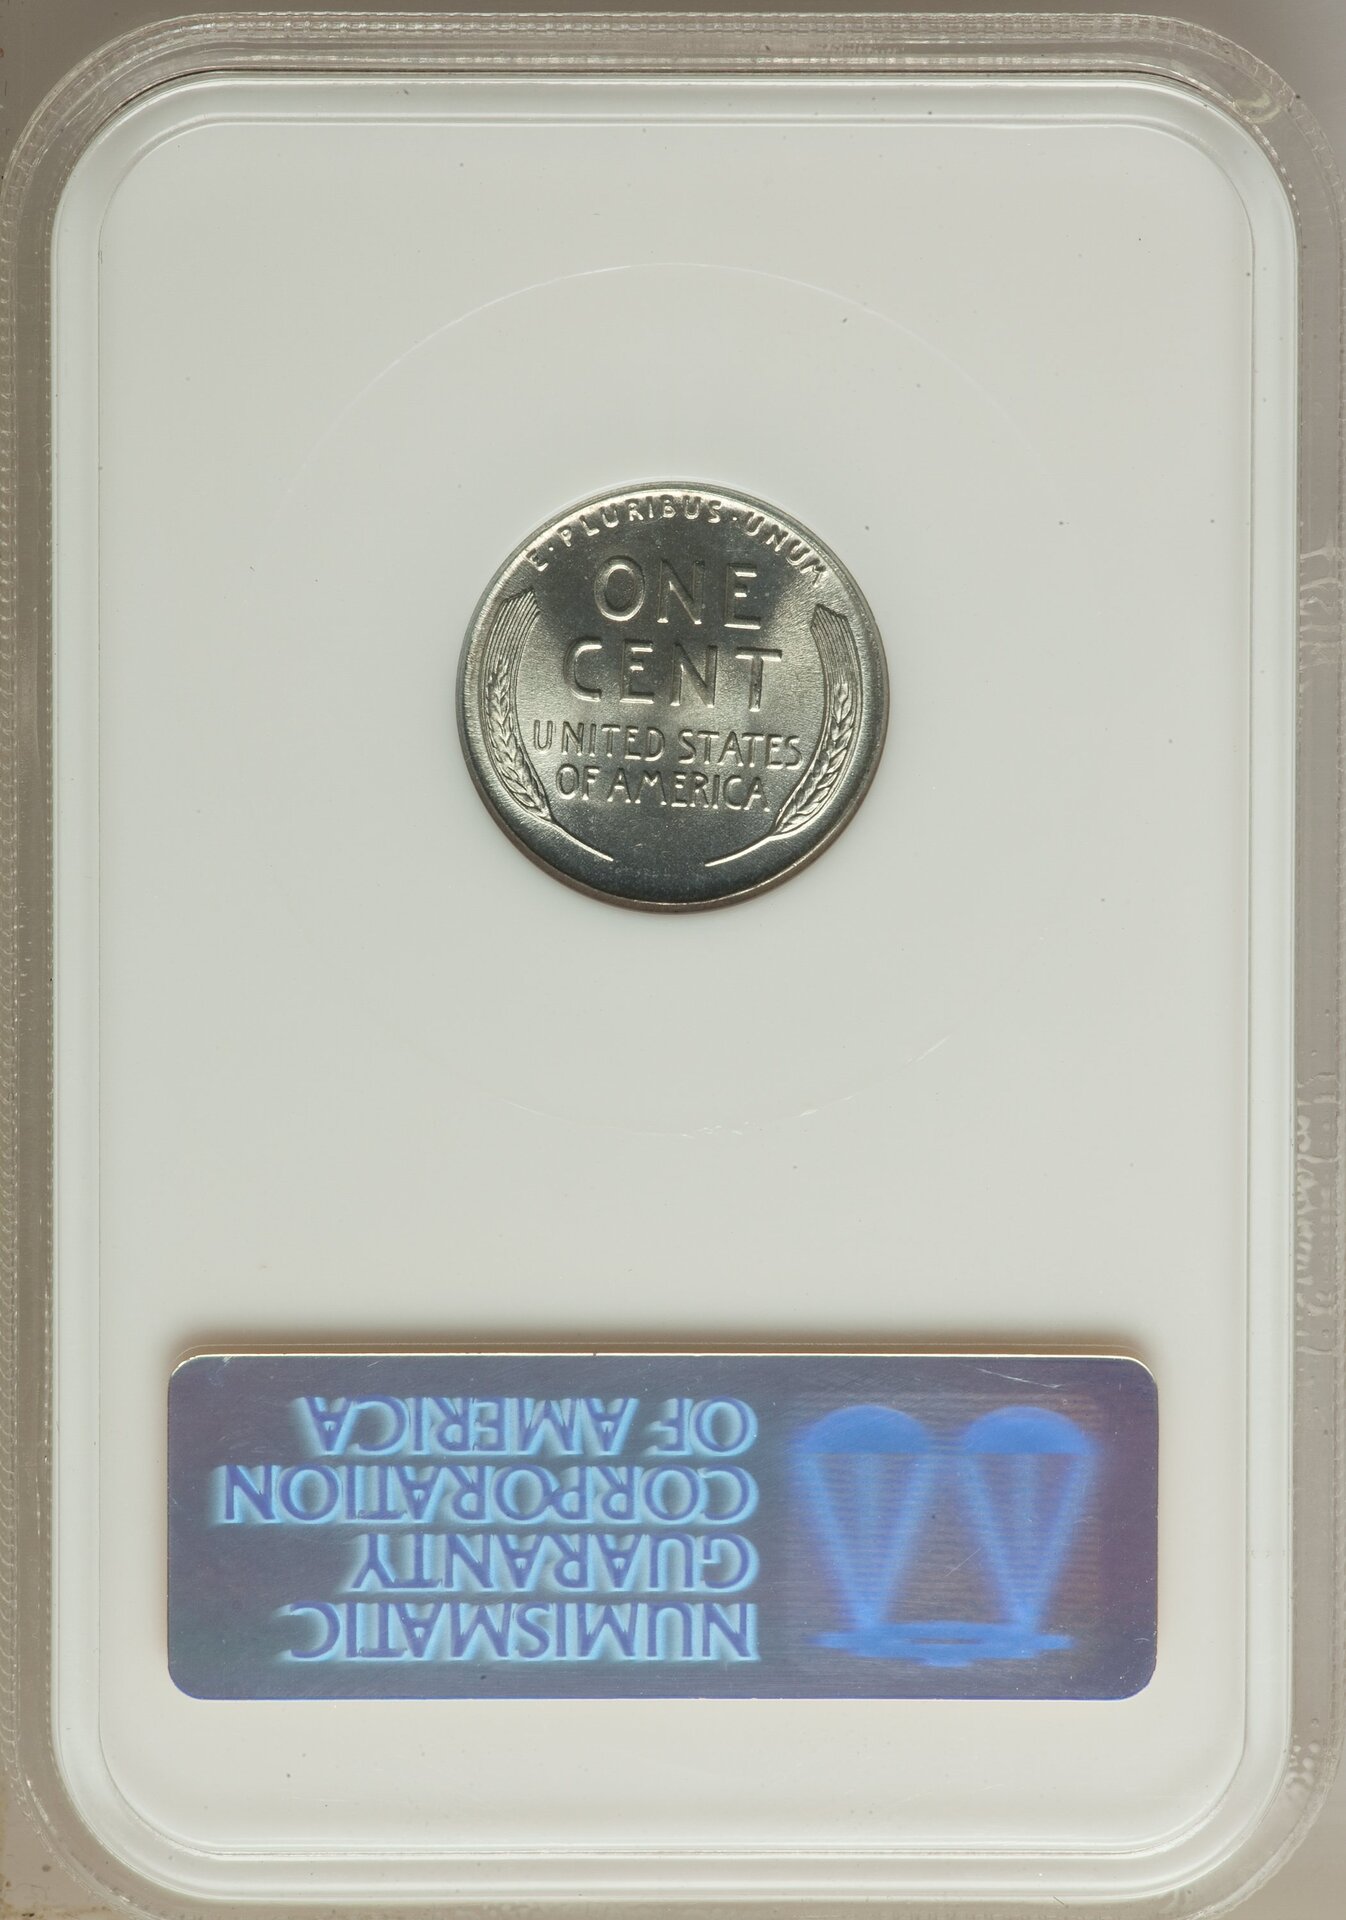 E·PLURIBUS·UNUM
ONE
CENT
UNITED STATES
OF AMERICA
NUMISMATIC
GUARANTY
CORPORATION
OF AMERICA